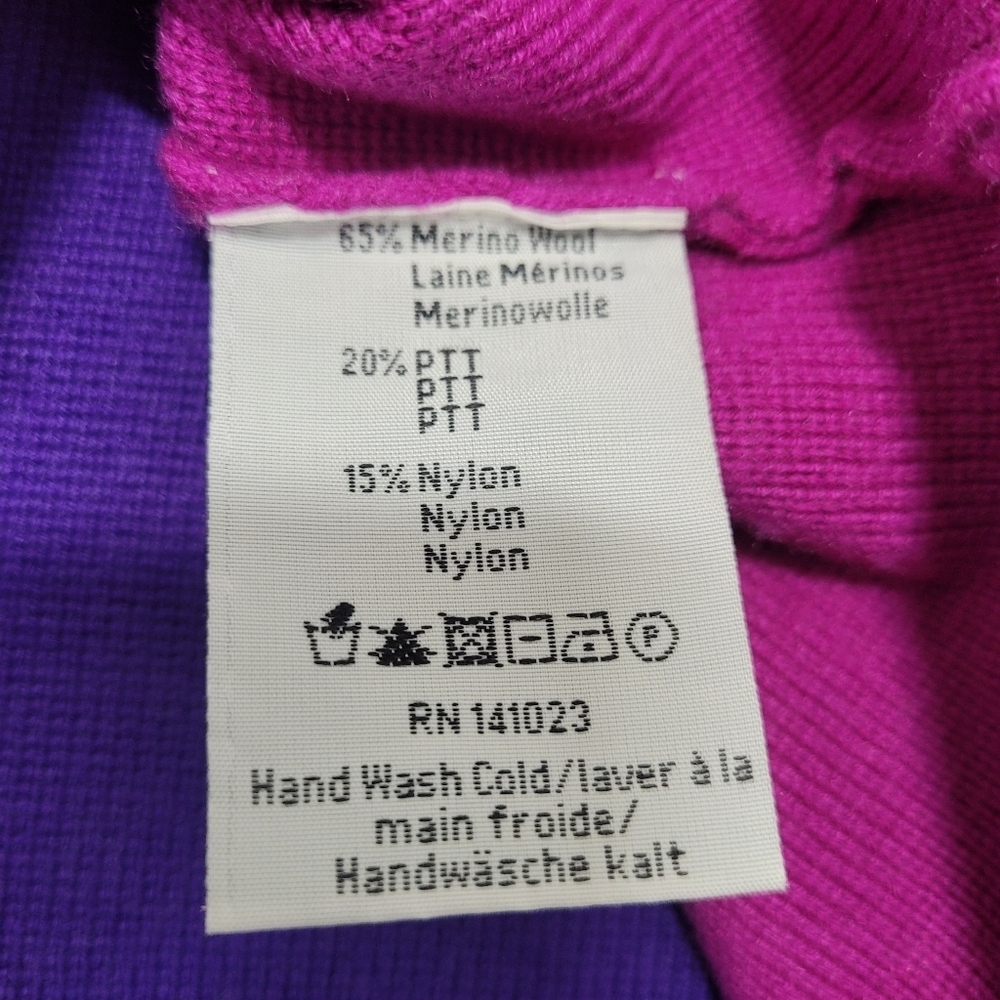 65% Merino Wool
Laine Mérinos
Merinowolle
20% PTT
PTT
PTT
15% Nylon
Nylon
Nylon
P
RN 141023
Hand Wash Cold/laver à la
main froide/
Handwäsche kalt